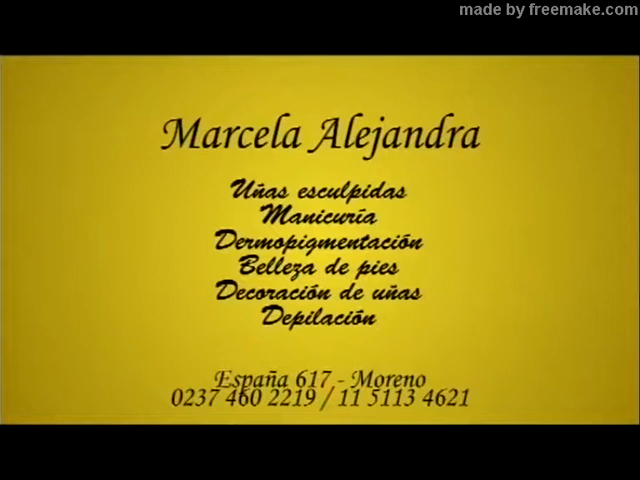 made by freemake.com
Marcela Alejandra
Uñas esculpidas
Manicuría
Dermopigmentación
Belleza de pies
Decoración de uñas
Depilación
España 617 - Moreno
0237 460 2219 / 11 5113 4621